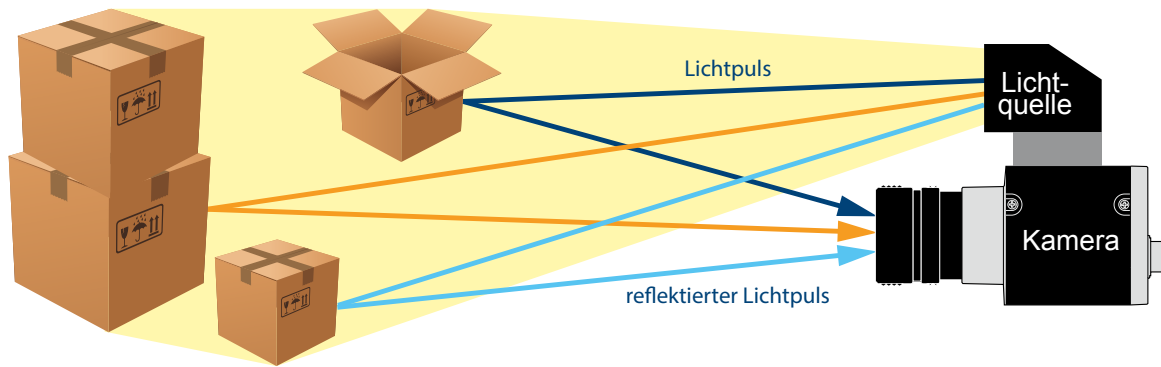 Lichtpuls
Licht-
quelle
Kamera
reflektierter Lichtpuls